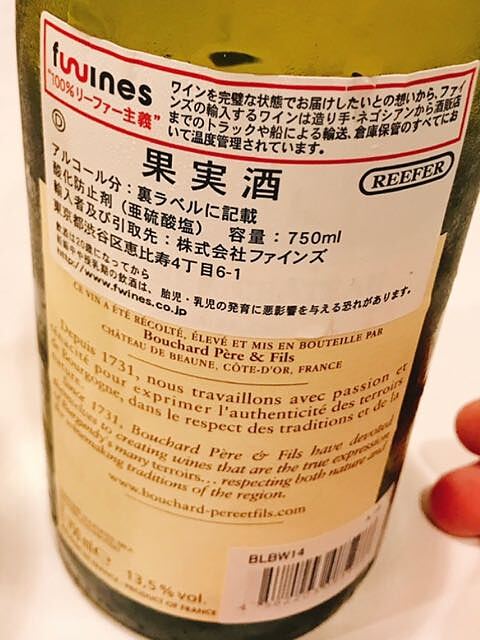 fwines
"100%リーファー主義"
ワインを完璧な状態でお届けしたいとの想いから、ファイ
ンズの輸入するワインは造り手・ネゴシアンから酒販店
までのトラックや船による輸送、倉庫保管のすべてにお
いて温度管理されています。
D
果実酒
REEFER
アルコール分：裏ラベルに記載
酸化防止剤（亜硫酸塩） 容量：750ml
輸入者及び引取先：株式会社ファインズ
東京都渋谷区恵比寿4丁目6-1
飲酒は20歳になってから
妊娠中や授乳期の飲酒は、胎児・乳児の発育に悪影響を与える恐れがあります。
http://www.fwines.co.jp
CE VIN A ÉTÉ RÉCOLTÉ, ÉLEVÉ ET MIS EN BOUTEILLE PAR
Bouchard Père & Fils
CHÂTEAU DE BEAUNE, CÔTE-D'OR, FRANCE
Depuis 1731, nous travaillons avec passion et
ténacité pour exprimer l'authenticité des terroirs
de Bourgogne, dans le respect des traditions et de la
nature.
Since 1731, Bouchard Père & Fils have devoted
to creating wines that are the true expression
of Burgundy's many terroirs... respecting both nature and
winemaking traditions of the region.
www.bouchard-pereetfils.com
BLBW14
13,5 % vol.
PRODUCT OF FRANCE